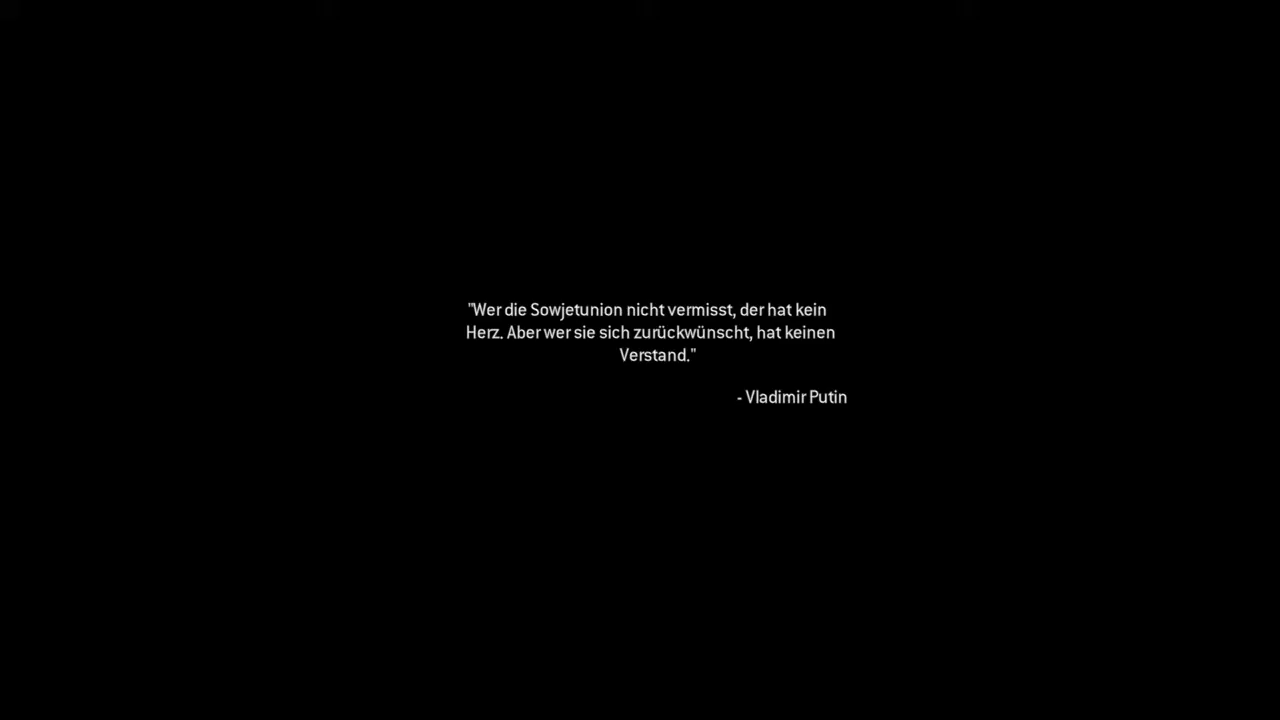 "Wer die Sowjetunion nicht vermisst, der hat kein
Herz. Aber wer sie sich zurückwünscht, hat keinen
Verstand."
- Vladimir Putin